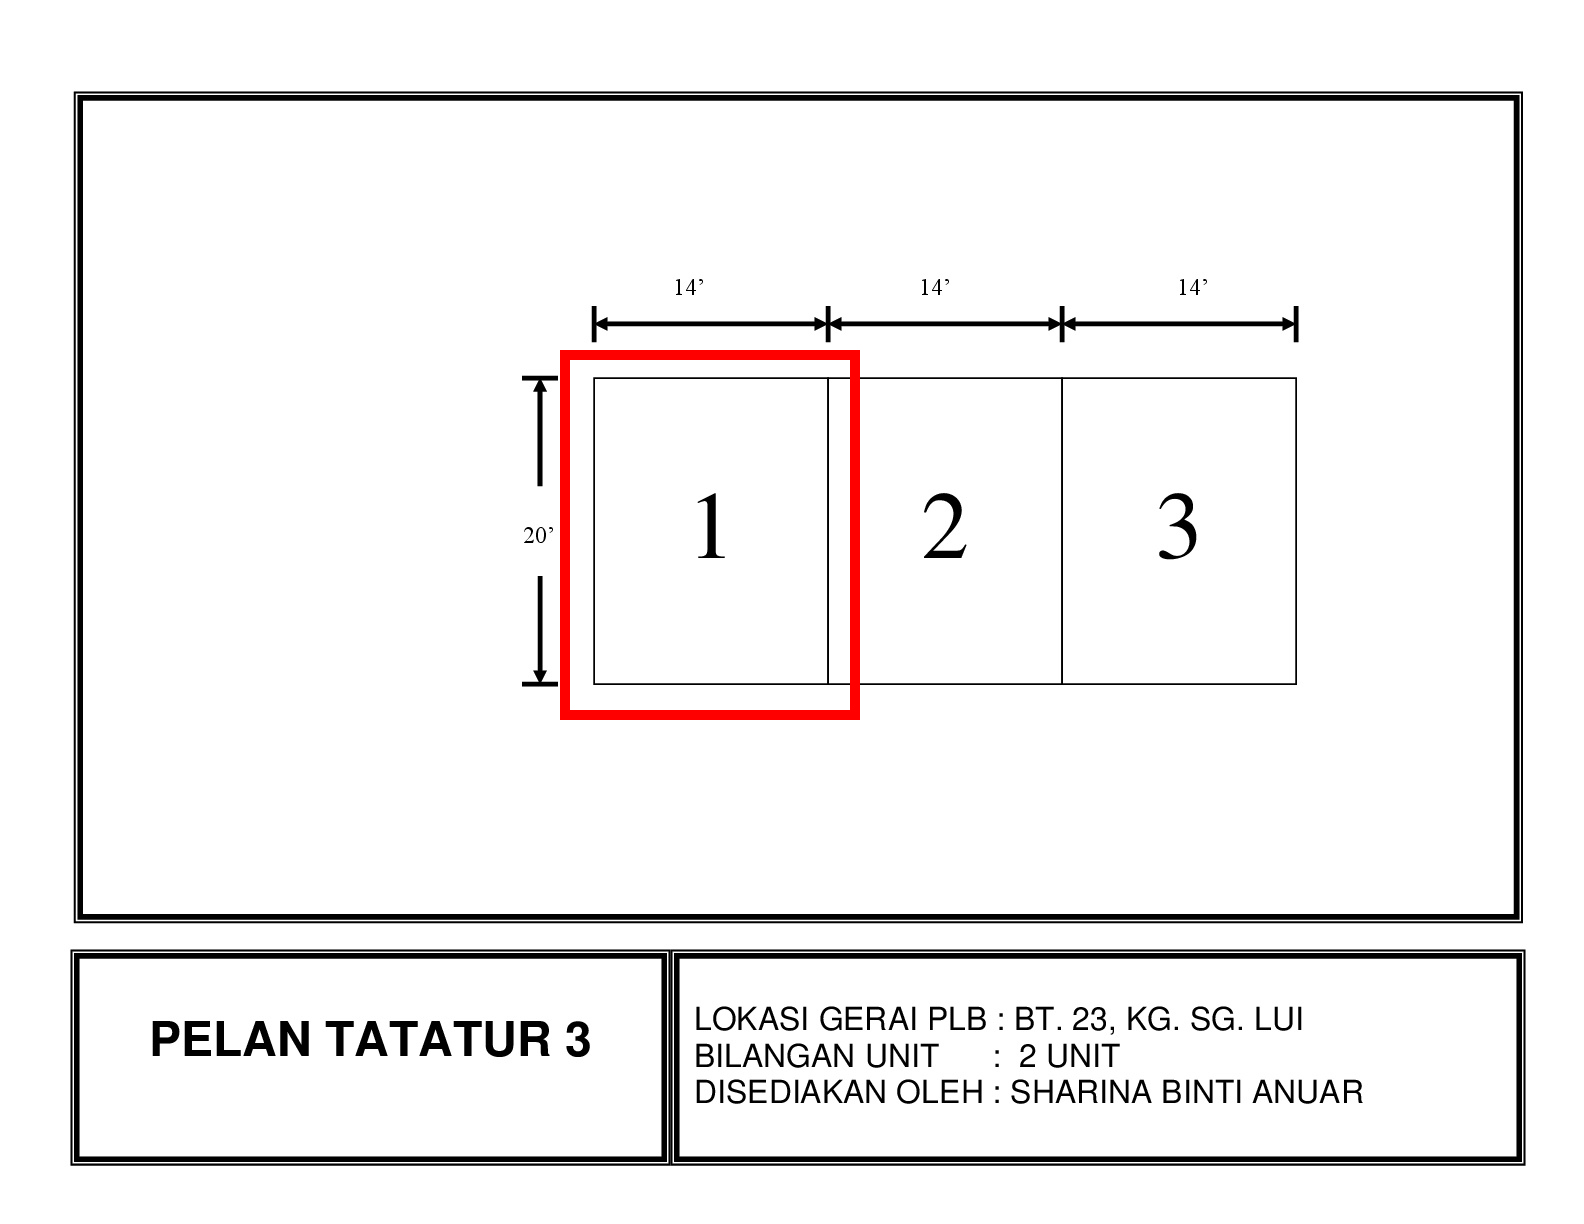 14’ 14’ 14’
20’
1 2 3
PELAN TATATUR 3
LOKASI GERAI PLB : BT. 23, KG. SG. LUI
BILANGAN UNIT : 2 UNIT
DISEDIAKAN OLEH : SHARINA BINTI ANUAR